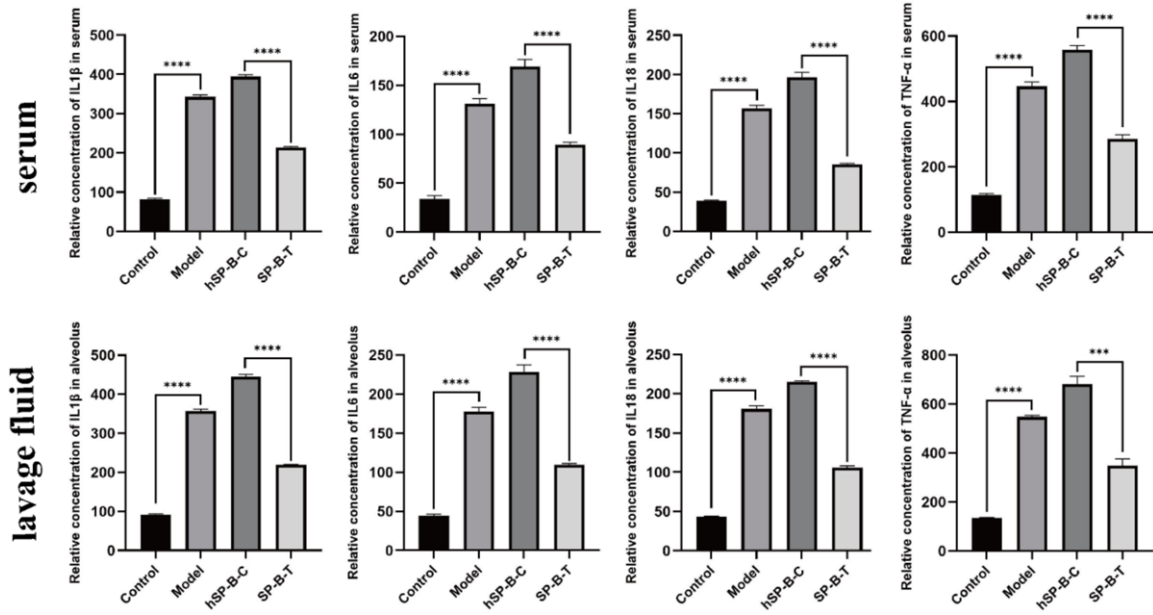 serum
Relative concentration of IL1β in serum
500
400
300
200
100
0
****
****
Control
Model
hSP-B-C
SP-B-T
Relative concentration of IL6 in serum
200
150
100
50
0
****
****
Control
Model
hSP-B-C
SP-B-T
Relative concentration of IL18 in serum
250
200
150
100
50
0
****
****
Control
Model
hSP-B-C
SP-B-T
Relative concentration of TNF-α in serum
600
400
200
0
****
****
Control
Model
hSP-B-C
SP-B-T
lavage fluid
Relative concentration of IL1β in alveolus
500
400
300
200
100
0
****
****
Control
Model
hSP-B-C
SP-B-T
Relative concentration of IL6 in alveolus
250
200
150
100
50
0
****
****
Control
Model
hSP-B-C
SP-B-T
Relative concentration of IL18 in alveolus
250
200
150
100
50
0
****
****
Control
Model
hSP-B-C
SP-B-T
Relative concentration of TNF-α in alveolus
800
600
400
200
0
****
***
Control
Model
hSP-B-C
SP-B-T